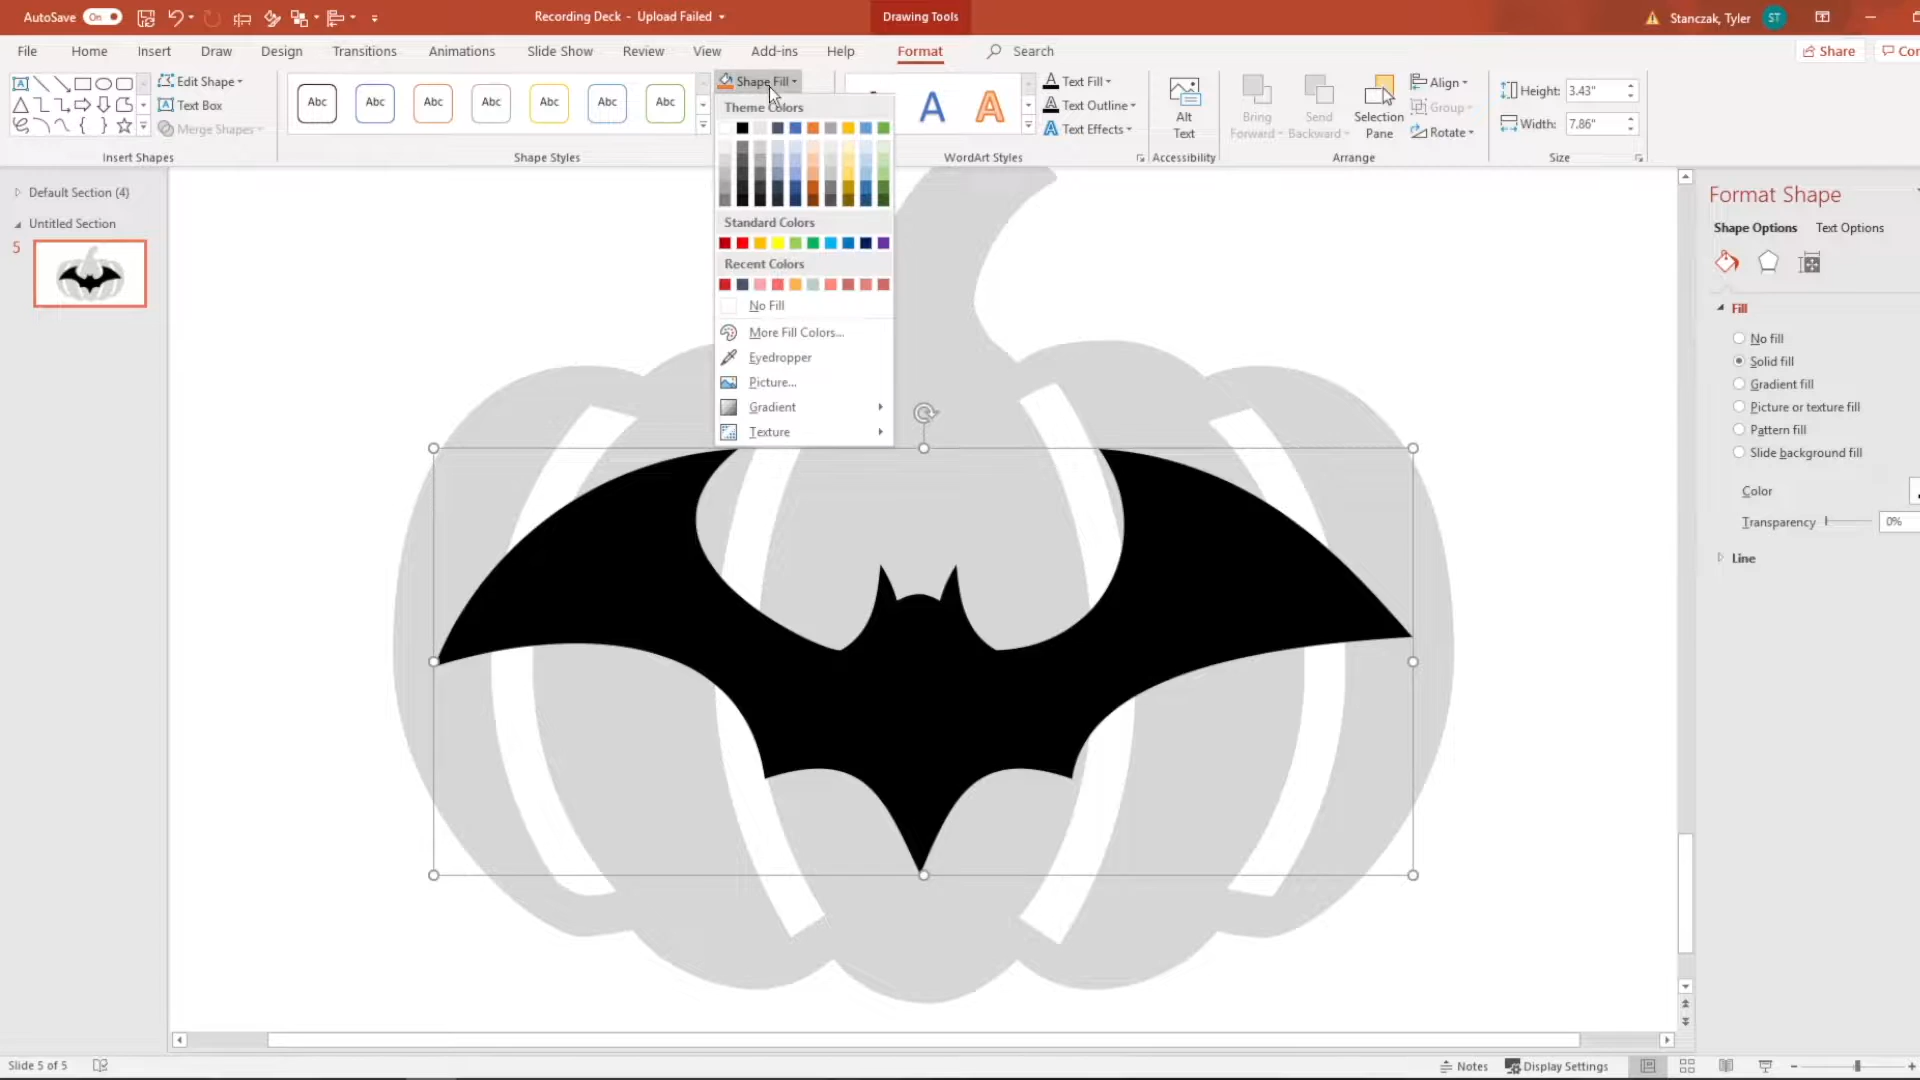 AutoSave On Recording Deck - Upload Failed Drawing Tools Stanczak, Tyler ST
File Home Insert Draw Design Transitions Animations Slide Show Review View Add-ins Help Format Search Share
Edit Shape
Text Box
Merge Shapes
Insert Shapes
Abc Abc Abc Abc Abc Abc Abc
Shape Styles
Shape Fill
Theme Colors
Standard Colors
Recent Colors
No Fill
More Fill Colors...
Eyedropper
Picture...
Gradient
Texture
A A
Text Fill
Text Outline
Text Effects
WordArt Styles
Alt Text
Accessibility
Bring Forward
Send Backward
Selection Pane
Align
Group
Rotate
Arrange
Height: 3.43"
Width: 7.86"
Size
Default Section (4)
Untitled Section
5
Format Shape
Shape Options Text Options
Fill
No fill
Solid fill
Gradient fill
Picture or texture fill
Pattern fill
Slide background fill
Color
Transparency 0%
Line
Slide 5 of 5 Notes Display Settings